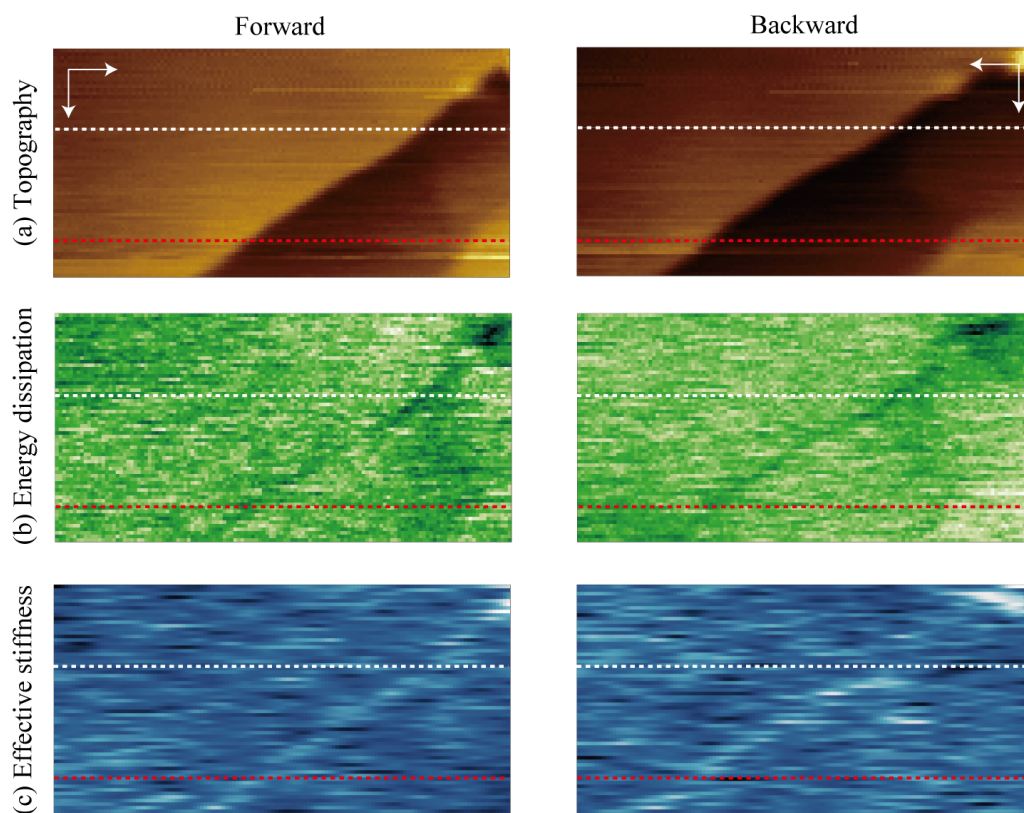 Forward
Backward
(a) Topography
(b) Energy dissipation
(c) Effective stiffness